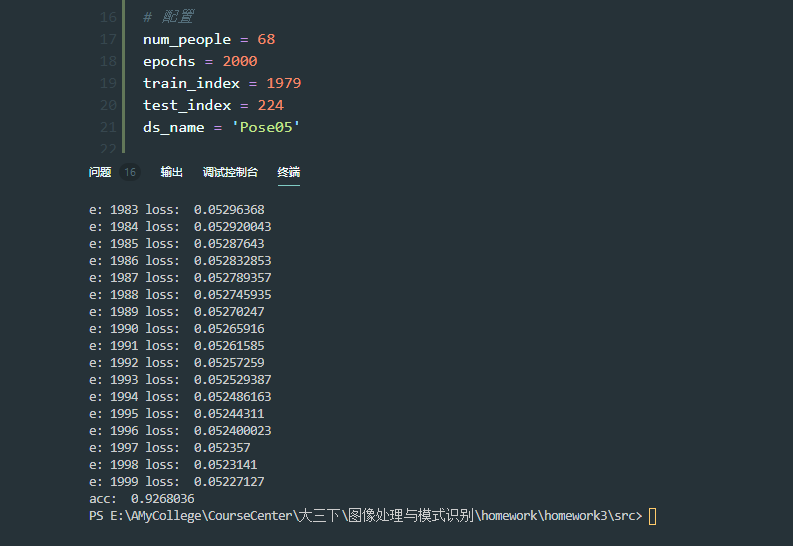 16 # 配置
17 num_people = 68
18 epochs = 2000
19 train_index = 1979
20 test_index = 224
21 ds_name = 'Pose05'
22
问题 16 输出 调试控制台 终端
e: 1983 loss:  0.05296368
e: 1984 loss:  0.052920043
e: 1985 loss:  0.05287643
e: 1986 loss:  0.052832853
e: 1987 loss:  0.052789357
e: 1988 loss:  0.052745935
e: 1989 loss:  0.05270247
e: 1990 loss:  0.05265916
e: 1991 loss:  0.05261585
e: 1992 loss:  0.05257259
e: 1993 loss:  0.052529387
e: 1994 loss:  0.052486163
e: 1995 loss:  0.05244311
e: 1996 loss:  0.052400023
e: 1997 loss:  0.052357
e: 1998 loss:  0.0523141
e: 1999 loss:  0.05227127
acc:  0.9268036
PS E:\AMyCollege\CourseCenter\大三下\图像处理与模式识别\homework\homework3\src>